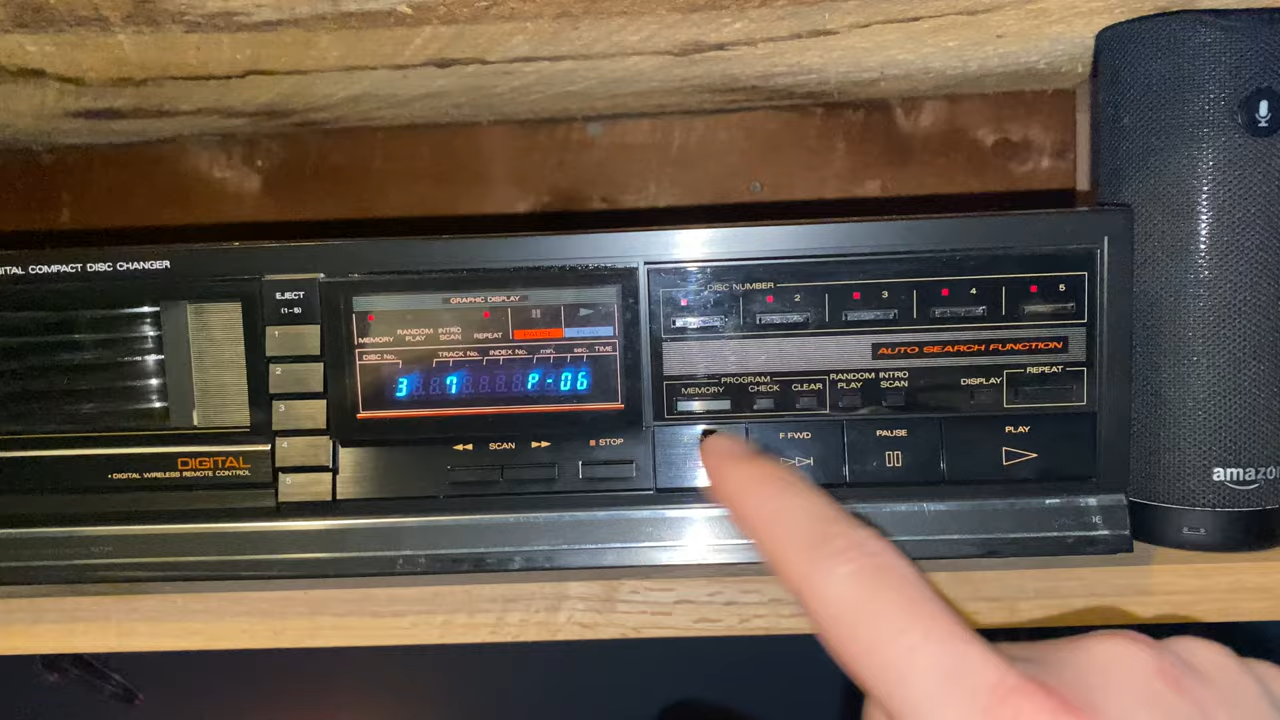 ITAL COMPACT DISC CHANGER
EJECT
(1-5)
1
2
3
4
5
DIGITAL
• DIGITAL WIRELESS REMOTE CONTROL
GRAPHIC DISPLAY
MEMORY
RANDOM PLAY
INTRO SCAN
REPEAT
PAUSE
PLAY
DISC No.
TRACK No.
INDEX No.
min.
sec.
TIME
3 7 P-06
SCAN
STOP
DISC NUMBER
2
3
4
5
AUTO SEARCH FUNCTION
PROGRAM
MEMORY
CHECK
CLEAR
RANDOM PLAY
INTRO SCAN
DISPLAY
REPEAT
F FWD
PAUSE
PLAY
amazo